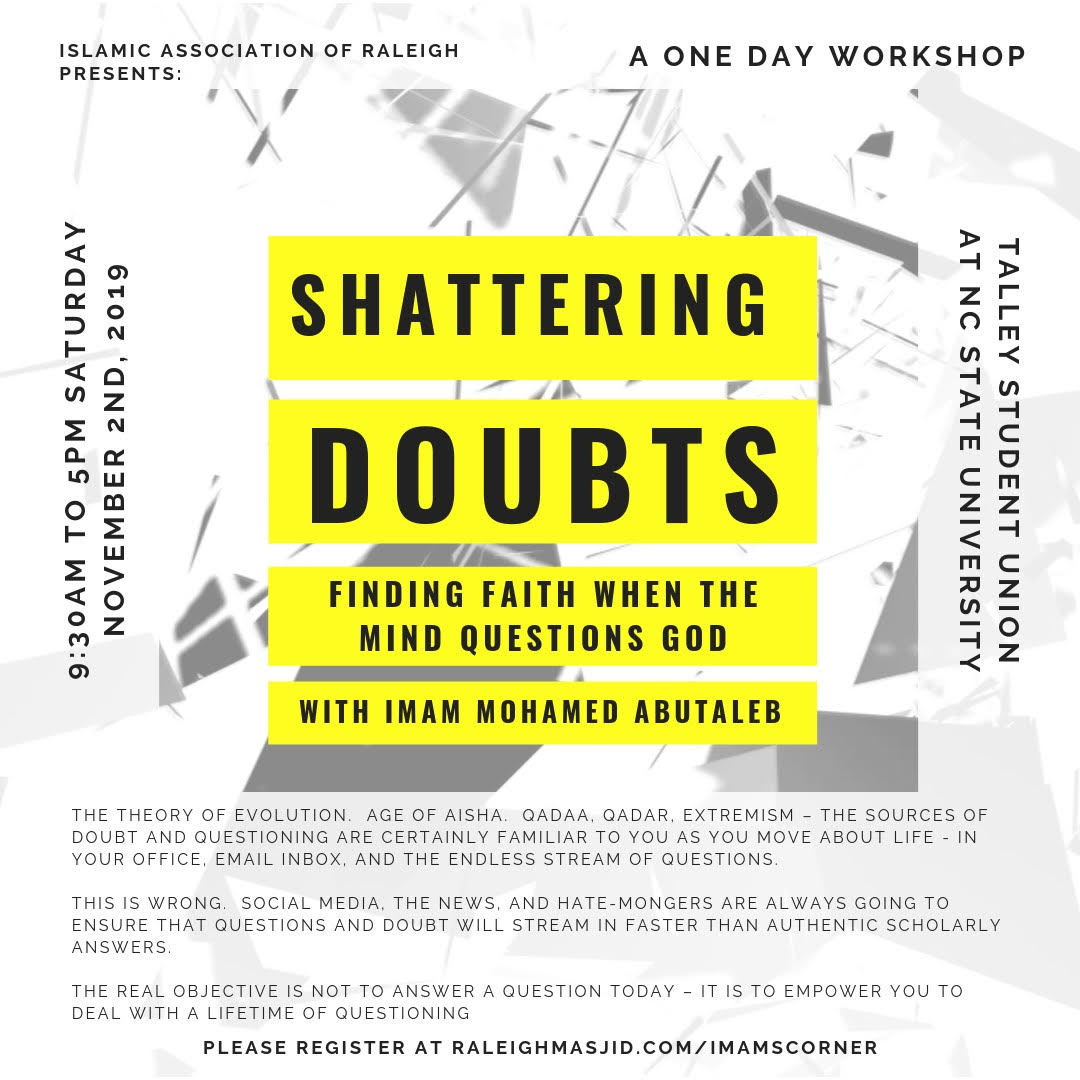 ISLAMIC ASSOCIATION OF RALEIGH
PRESENTS:
A ONE DAY WORKSHOP
9:30AM TO 5PM SATURDAY
NOVEMBER 2ND, 2019
TALLEY STUDENT UNION
AT NC STATE UNIVERSITY
SHATTERING
DOUBTS
FINDING FAITH WHEN THE
MIND QUESTIONS GOD
WITH IMAM MOHAMED ABUTALEB
THE THEORY OF EVOLUTION.  AGE OF AISHA.  QADAA, QADAR, EXTREMISM – THE SOURCES OF
DOUBT AND QUESTIONING ARE CERTAINLY FAMILIAR TO YOU AS YOU MOVE ABOUT LIFE - IN
YOUR OFFICE, EMAIL INBOX, AND THE ENDLESS STREAM OF QUESTIONS.
THIS IS WRONG.  SOCIAL MEDIA, THE NEWS, AND HATE-MONGERS ARE ALWAYS GOING TO
ENSURE THAT QUESTIONS AND DOUBT WILL STREAM IN FASTER THAN AUTHENTIC SCHOLARLY
ANSWERS.
THE REAL OBJECTIVE IS NOT TO ANSWER A QUESTION TODAY – IT IS TO EMPOWER YOU TO
DEAL WITH A LIFETIME OF QUESTIONING
PLEASE REGISTER AT RALEIGHMASJID.COM/IMAMSCORNER